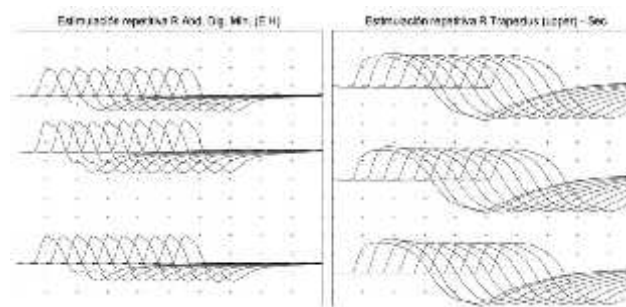 Estimulación repetitiva R Abd. Dig. Min. (E H)
Estimulación repetitiva R Trapezius (upper) - Sec